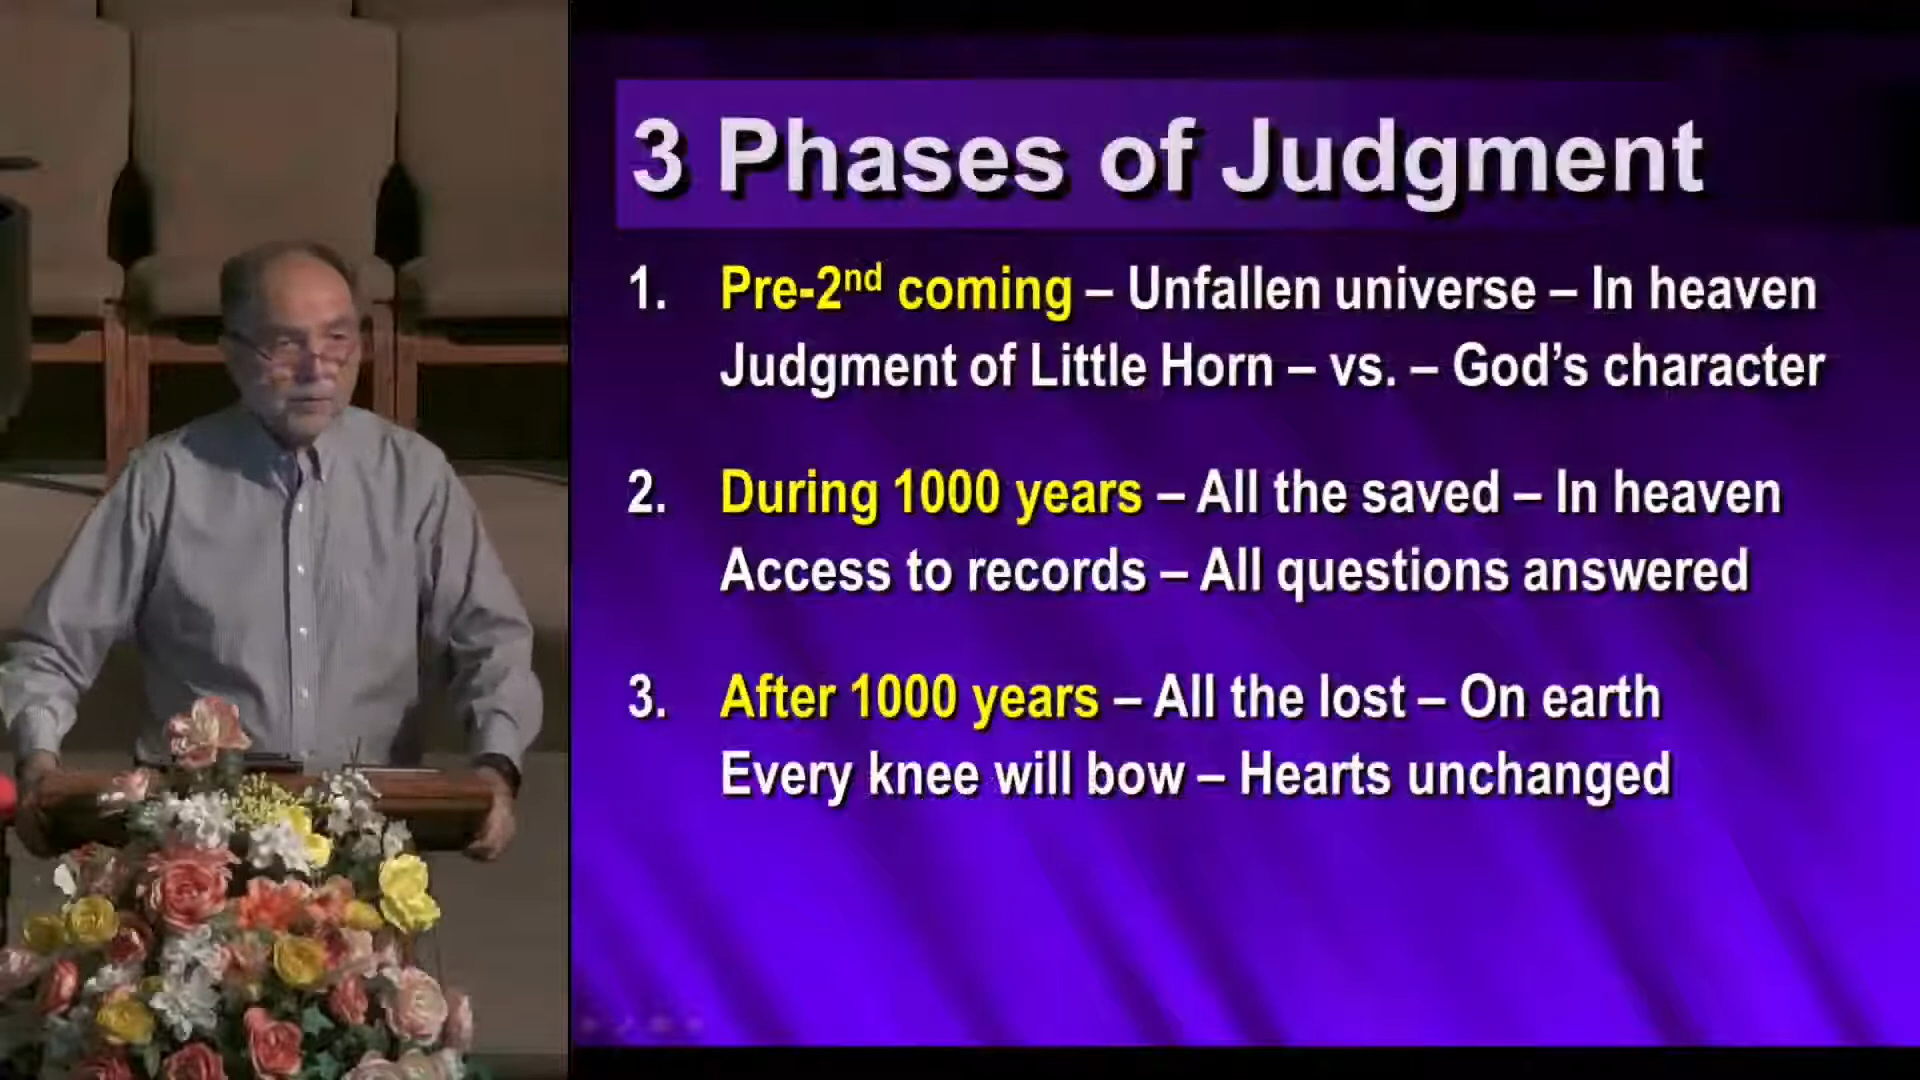 3 Phases of Judgment
1. Pre-2nd coming – Unfallen universe – In heaven
Judgment of Little Horn – vs. – God's character
2. During 1000 years – All the saved – In heaven
Access to records – All questions answered
3. After 1000 years – All the lost – On earth
Every knee will bow – Hearts unchanged